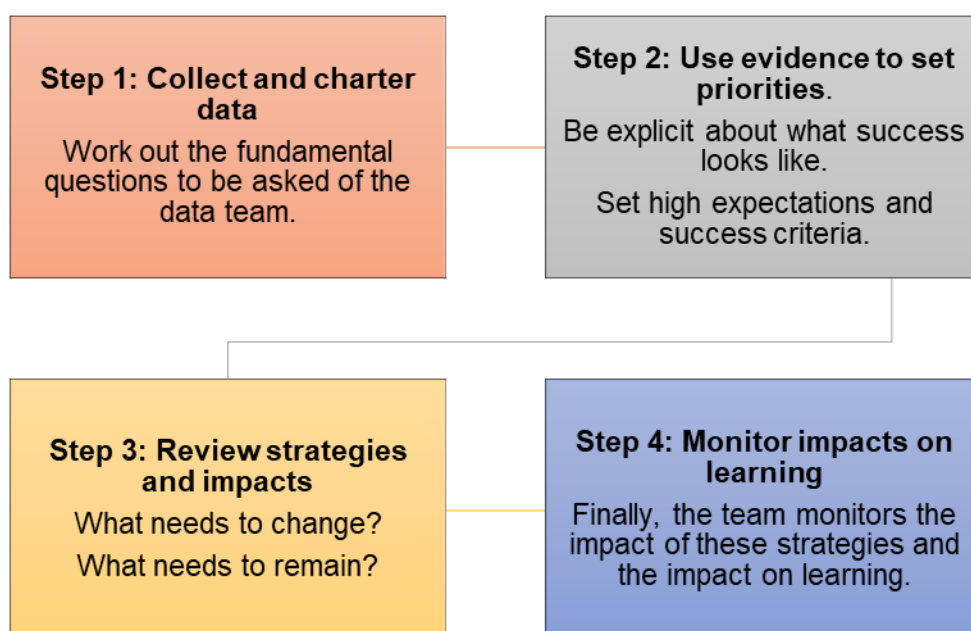 Step 1: Collect and charter
data
Work out the fundamental
questions to be asked of the
data team.
Step 2: Use evidence to set
priorities.
Be explicit about what success
looks like.
Set high expectations and
success criteria.
Step 3: Review strategies
and impacts
What needs to change?
What needs to remain?
Step 4: Monitor impacts on
learning
Finally, the team monitors the
impact of these strategies and
the impact on learning.